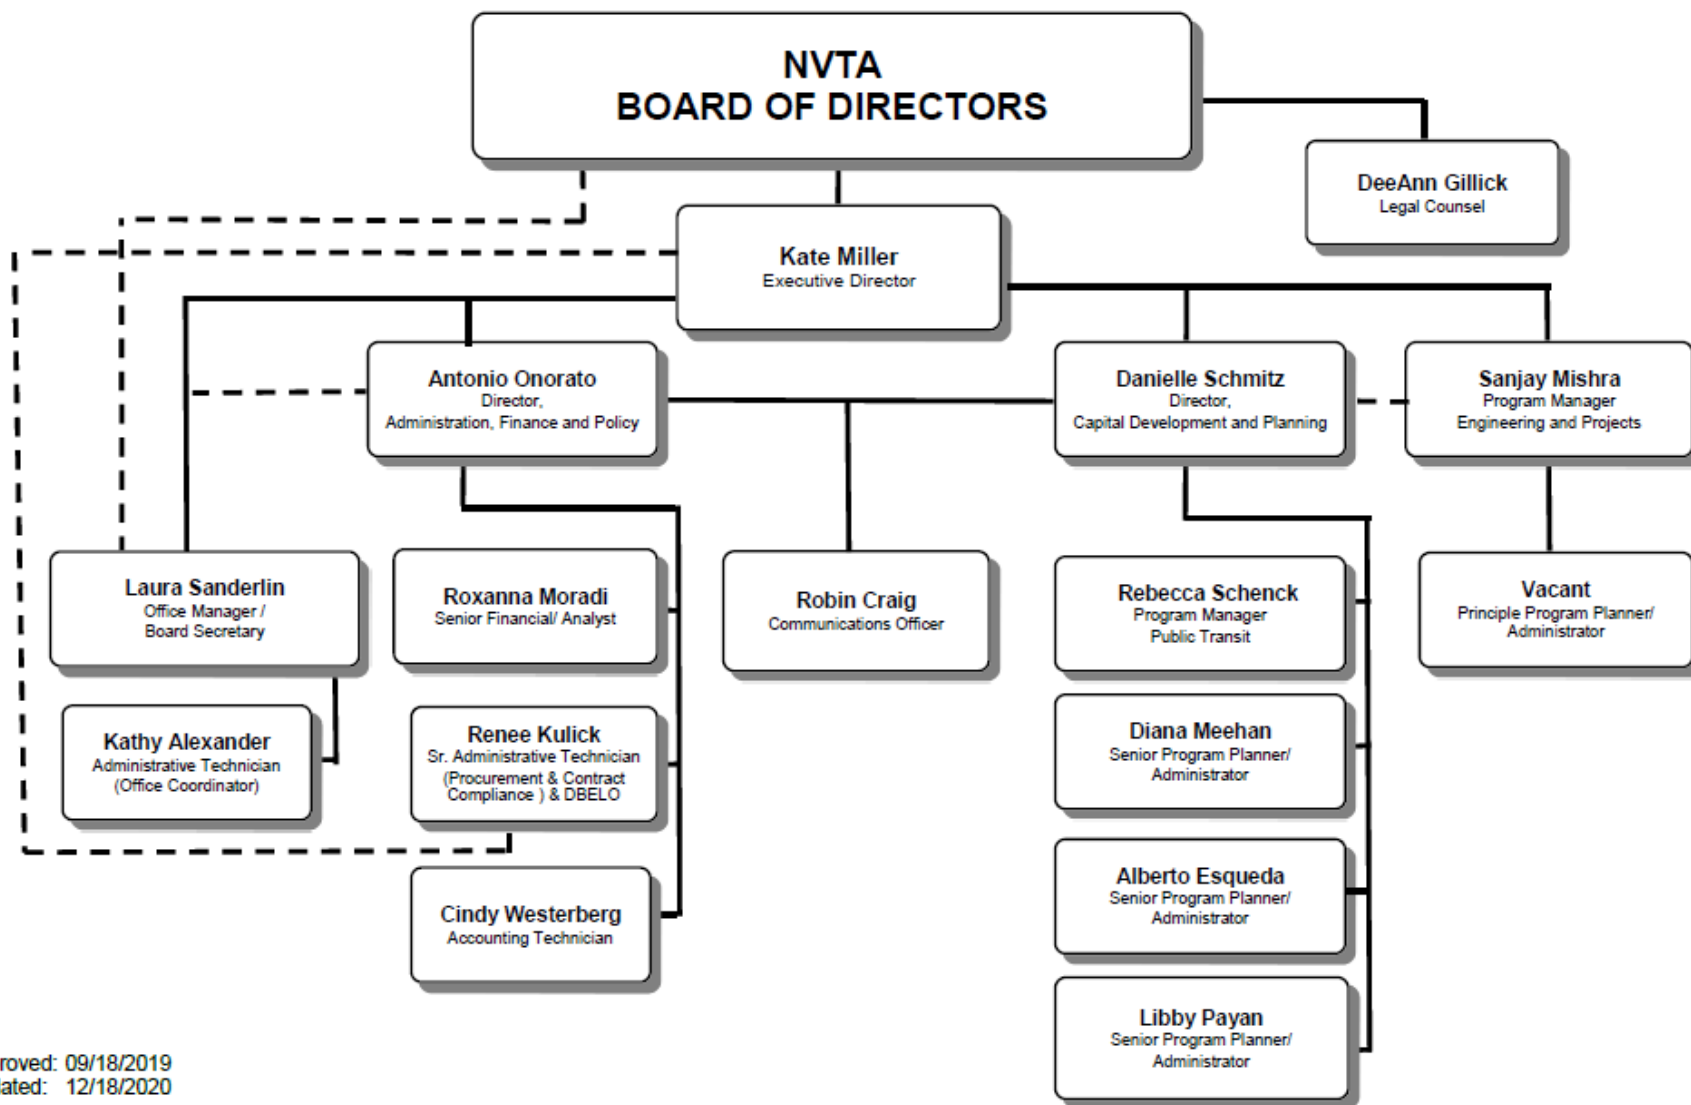 NVTA
BOARD OF DIRECTORS
DeeAnn Gillick
Legal Counsel
Kate Miller
Executive Director
Antonio Onorato
Director,
Administration, Finance and Policy
Danielle Schmitz
Director,
Capital Development and Planning
Sanjay Mishra
Program Manager
Engineering and Projects
Laura Sanderlin
Office Manager /
Board Secretary
Roxanna Moradi
Senior Financial/ Analyst
Robin Craig
Communications Officer
Rebecca Schenck
Program Manager
Public Transit
Vacant
Principle Program Planner/
Administrator
Kathy Alexander
Administrative Technician
(Office Coordinator)
Renee Kulick
Sr. Administrative Technician
(Procurement & Contract
Compliance ) & DBELO
Diana Meehan
Senior Program Planner/
Administrator
Cindy Westerberg
Accounting Technician
Alberto Esqueda
Senior Program Planner/
Administrator
Libby Payan
Senior Program Planner/
Administrator
roved: 09/18/2019
ated: 12/18/2020